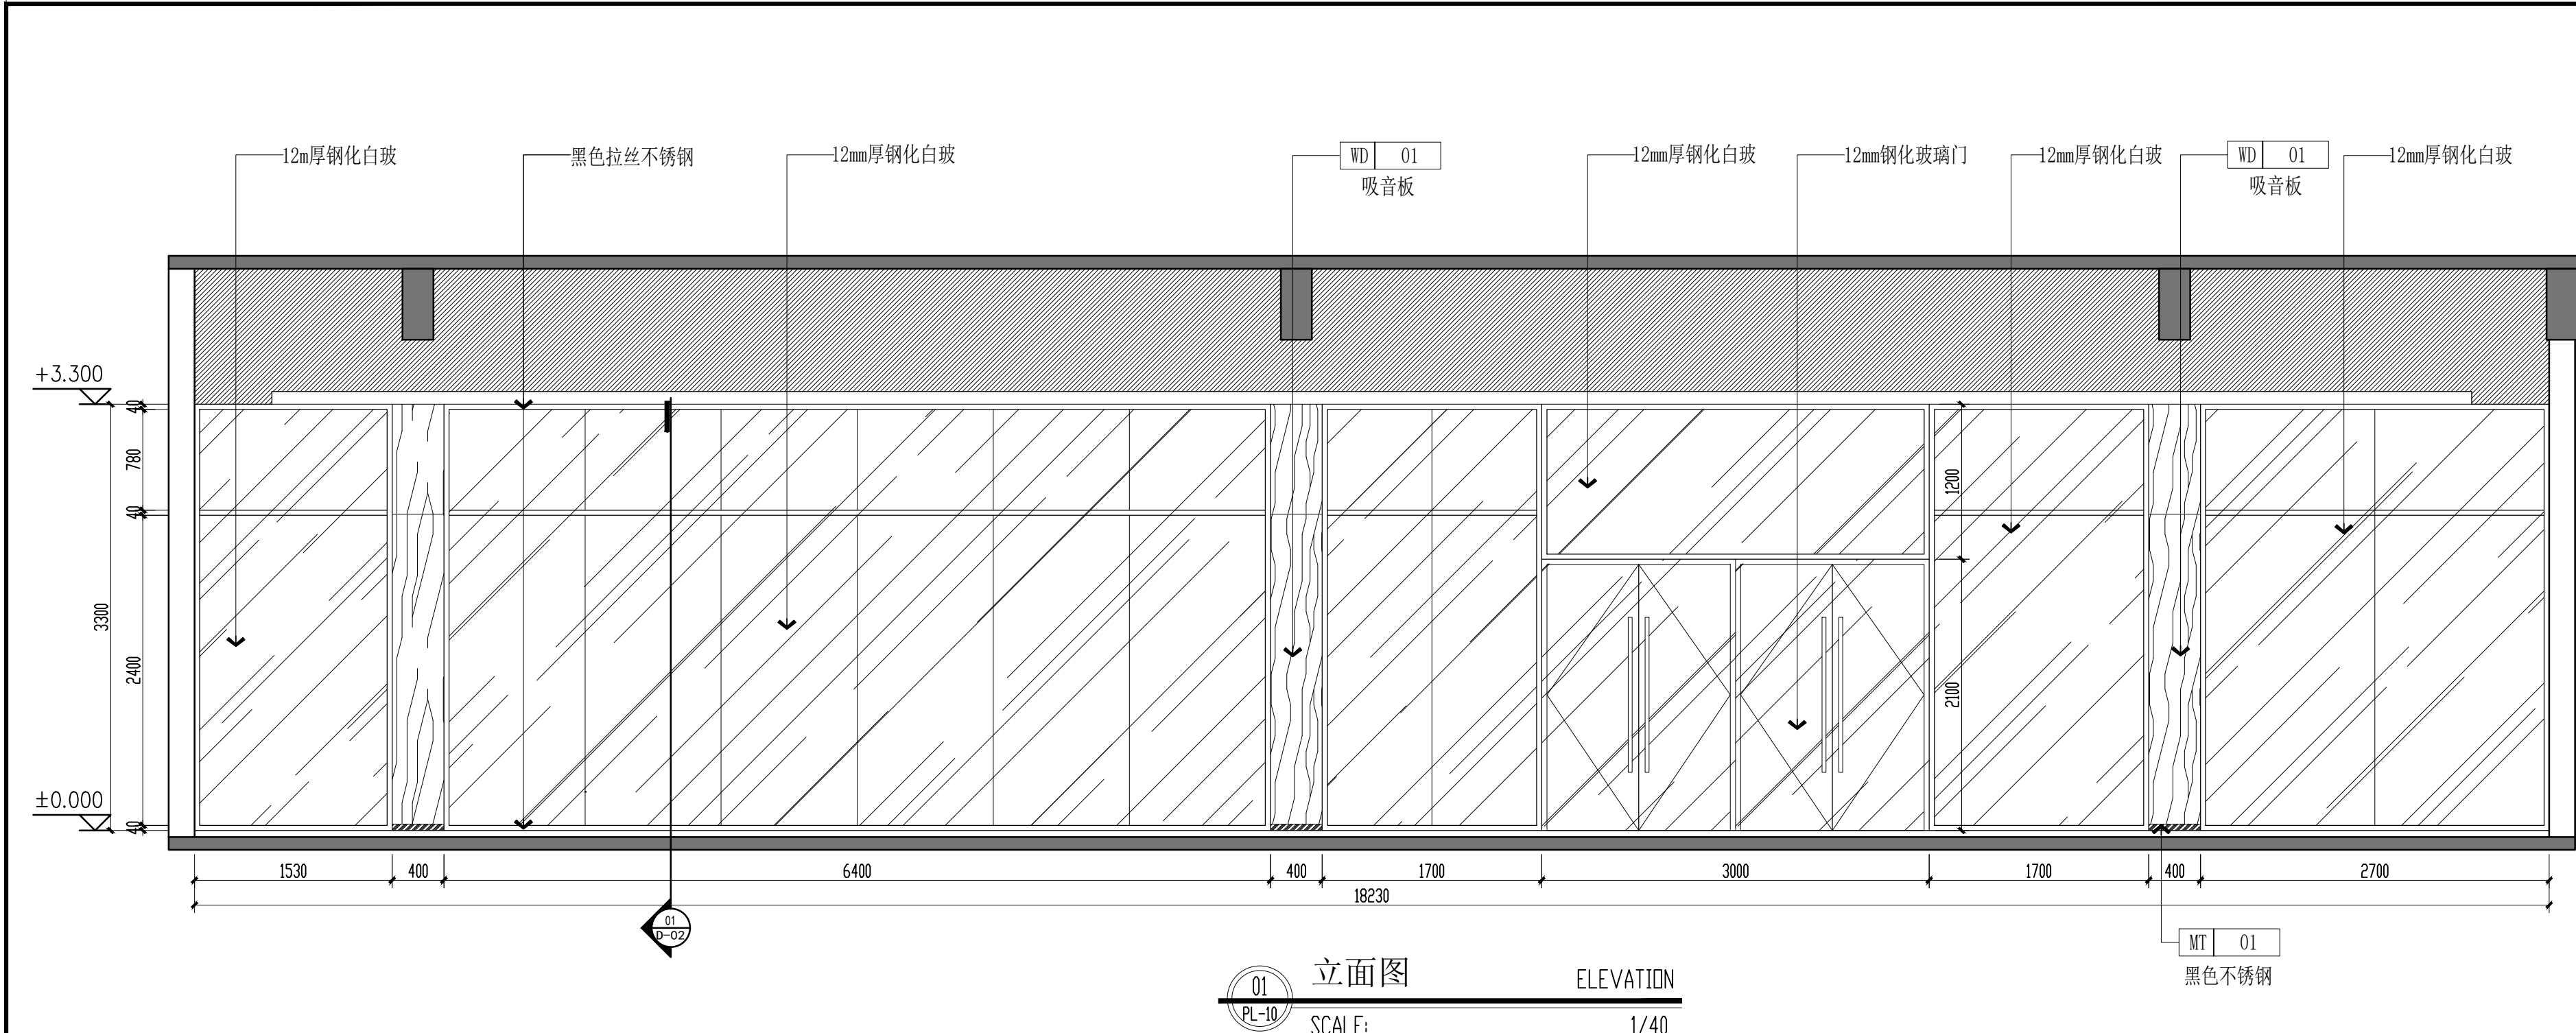 12m厚钢化白玻
黑色拉丝不锈钢
12mm厚钢化白玻
WD 01
吸音板
12mm厚钢化白玻
12mm钢化玻璃门
12mm厚钢化白玻
WD 01
吸音板
12mm厚钢化白玻
+3.300
40
780
40
1200
3300
2400
2100
±0.000
40
1530 400 6400 400 1700 3000 1700 400 2700
18230
01
D-02
MT 01
黑色不锈钢
01
PL-10
立面图 ELEVATION
SCALE: 1/40